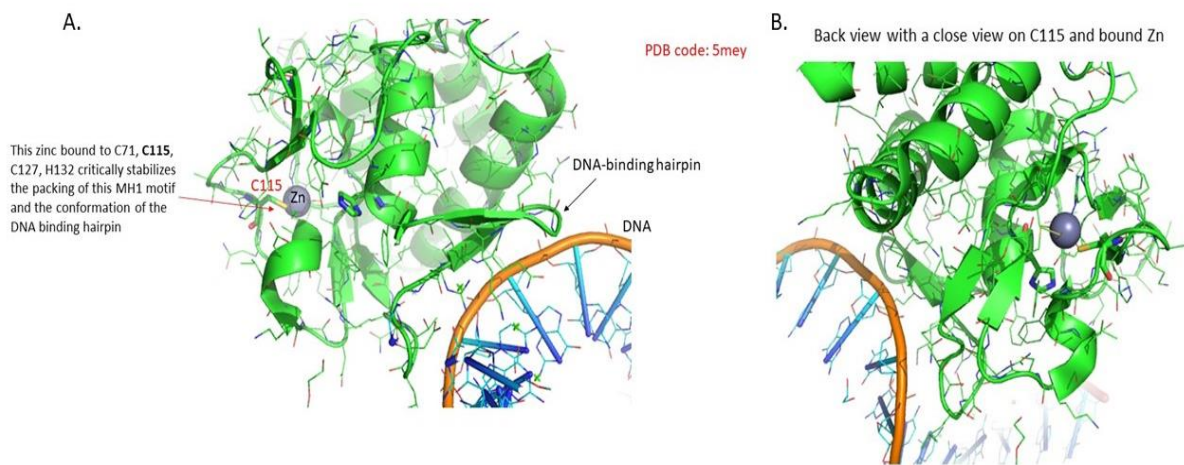 A.
PDB code: 5mey
This zinc bound to C71, C115,
C127, H132 critically stabilizes
the packing of this MH1 motif
and the conformation of the
DNA binding hairpin
C115
Zn
DNA-binding hairpin
DNA
B.
Back view with a close view on C115 and bound Zn